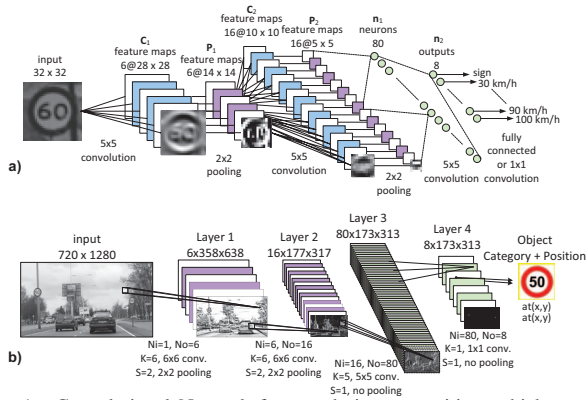 C₁
feature maps
6@28 x 28
C₂
feature maps
16@10 x 10
P₁
feature maps
6@14 x 14
P₂
feature maps
16@5 x 5
n₁
neurons
80
n₂
outputs
8
input
32 x 32
60
sign
30 km/h
90 km/h
100 km/h
5x5
convolution
2x2
pooling
5x5
convolution
2x2
pooling
5x5
convolution
fully
connected
or 1x1
convolution
a)
input
720 x 1280
Layer 1
6x358x638
Layer 2
16x177x317
Layer 3
80x173x313
Layer 4
8x173x313
Object
Category + Position
50
at(x,y)
at(x,y)
Ni=1, No=6
K=6, 6x6 conv.
S=2, 2x2 pooling
Ni=6, No=16
K=6, 6x6 conv.
S=2, 2x2 pooling
Ni=16, No=80
K=5, 5x5 conv.
S=1, no pooling
Ni=80, No=8
K=1, 1x1 conv.
S=1, no pooling
b)